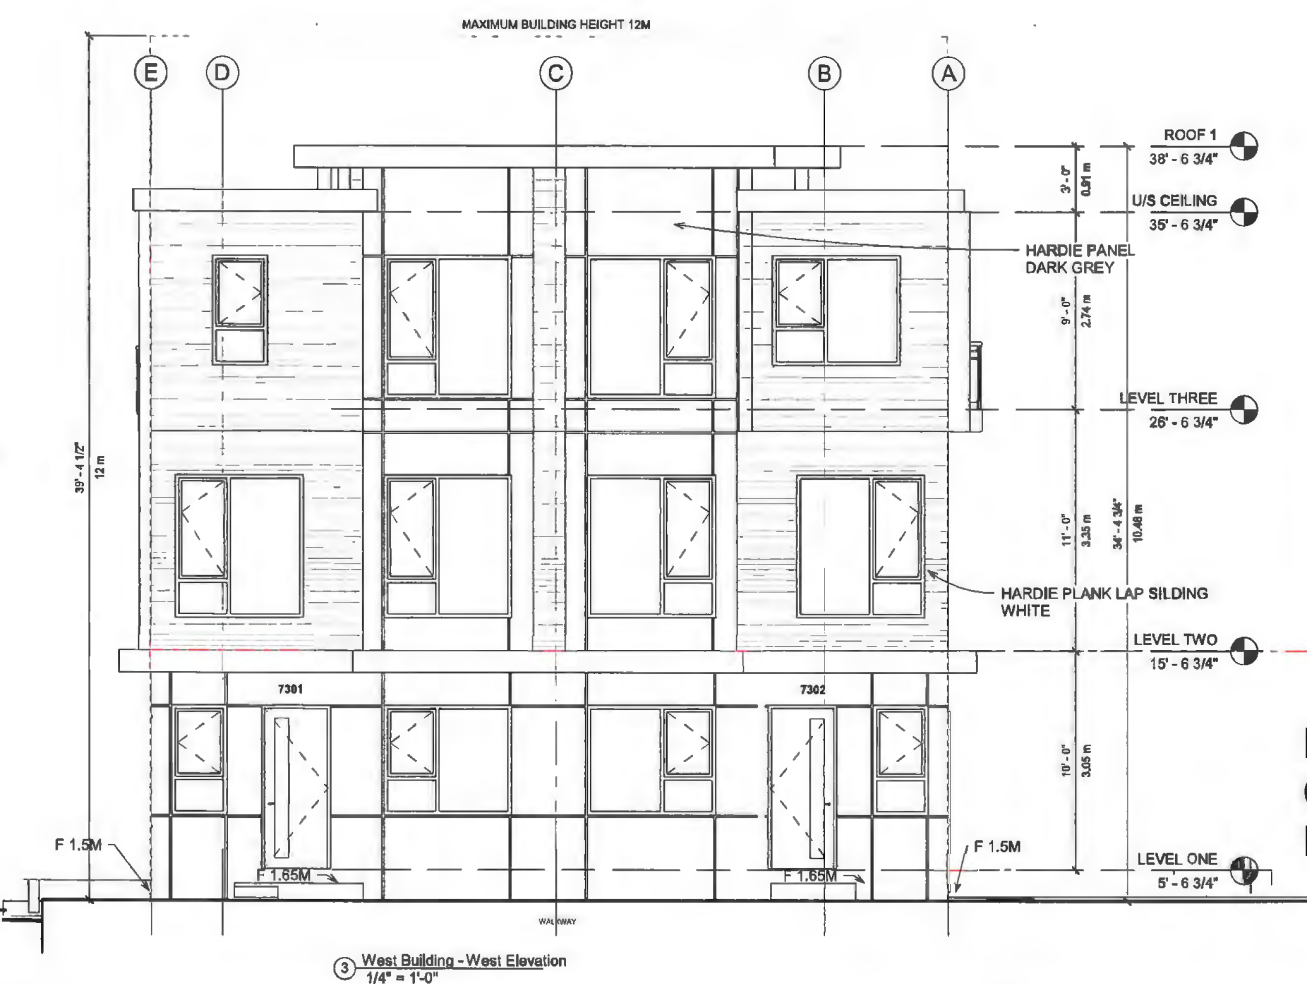 MAXIMUM BUILDING HEIGHT 12M
E
D
C
B
A
ROOF 1
38' - 6 3/4"
3'- 0"
0.91 m
U/S CEILING
35' - 6 3/4"
HARDIE PANEL
DARK GREY
9'- 0"
2.74 m
LEVEL THREE
26' - 6 3/4"
39'- 4 1/2"
12 m
11'- 0"
3.35 m
34'- 4 3/4"
10.48 m
HARDIE PLANK LAP SILDING
WHITE
LEVEL TWO
15' - 6 3/4"
7301
7302
10'- 0"
3.05 m
F 1.5M
F 1.5M
F 1.65M
F 1.65M
LEVEL ONE
5' - 6 3/4"
WALKWAY
3
West Building - West Elevation
1/4" = 1'-0"